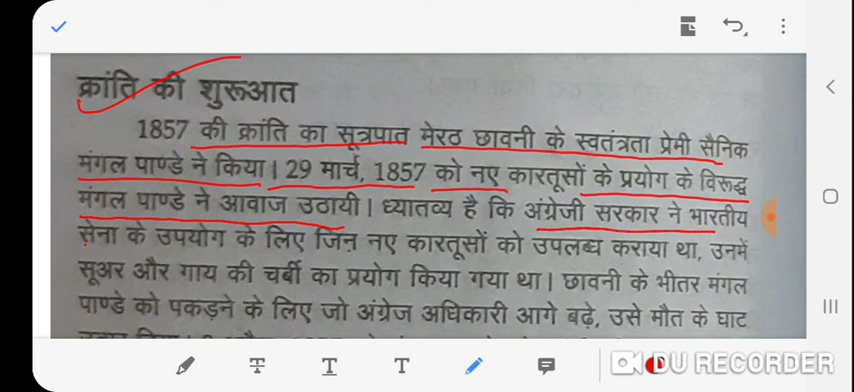 क्रांति की शुरूआत
1857 की क्रांति का सूत्रपात मेरठ छावनी के स्वतंत्रता प्रेमी सैनिक
मंगल पाण्डे ने किया। 29 मार्च, 1857 को नए कारतूसों के प्रयोग के विरूद्ध
मंगल पाण्डे ने आवाज उठायी। ध्यातव्य है कि अंग्रेजी सरकार ने भारतीय
सेना के उपयोग के लिए जिन नए कारतूसों को उपलब्ध कराया था, उनमें
सूअर और गाय की चर्बी का प्रयोग किया गया था। छावनी के भीतर मंगल
पाण्डे को पकड़ने के लिए जो अंग्रेज अधिकारी आगे बढ़े, उसे मौत के घाट
T T T
DU RECORDER